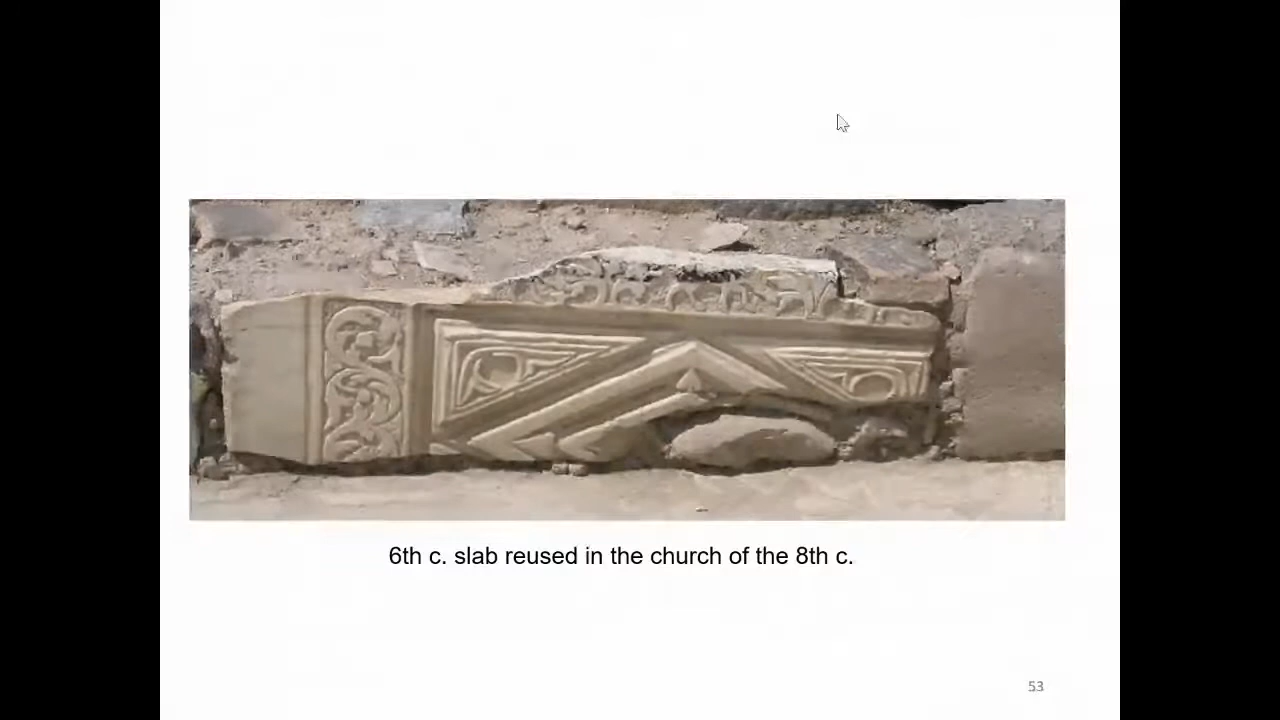 6th c. slab reused in the church of the 8th c.
53